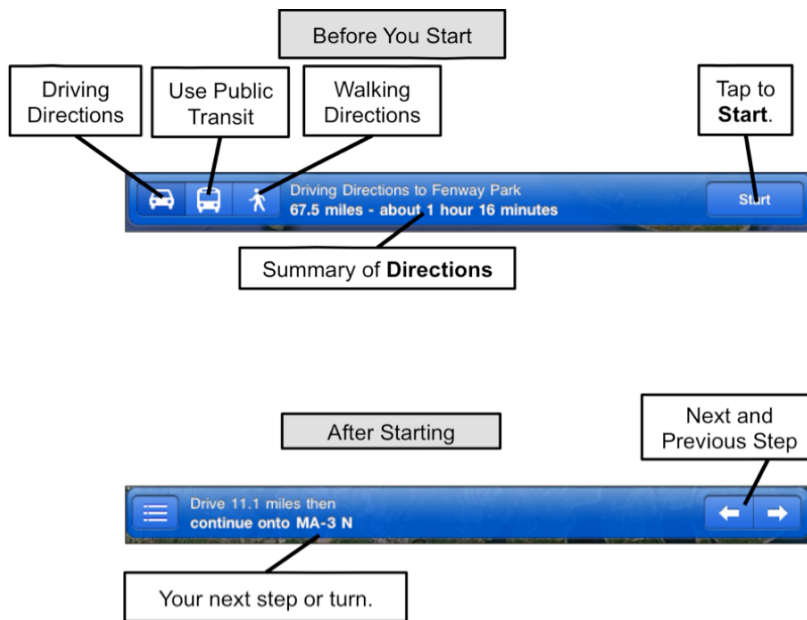 Before You Start
Driving
Directions
Use Public
Transit
Walking
Directions
Tap to
Start.
Driving Directions to Fenway Park
67.5 miles - about 1 hour 16 minutes
Start
Summary of Directions
After Starting
Next and
Previous Step
Drive 11.1 miles then
continue onto MA-3 N
Your next step or turn.